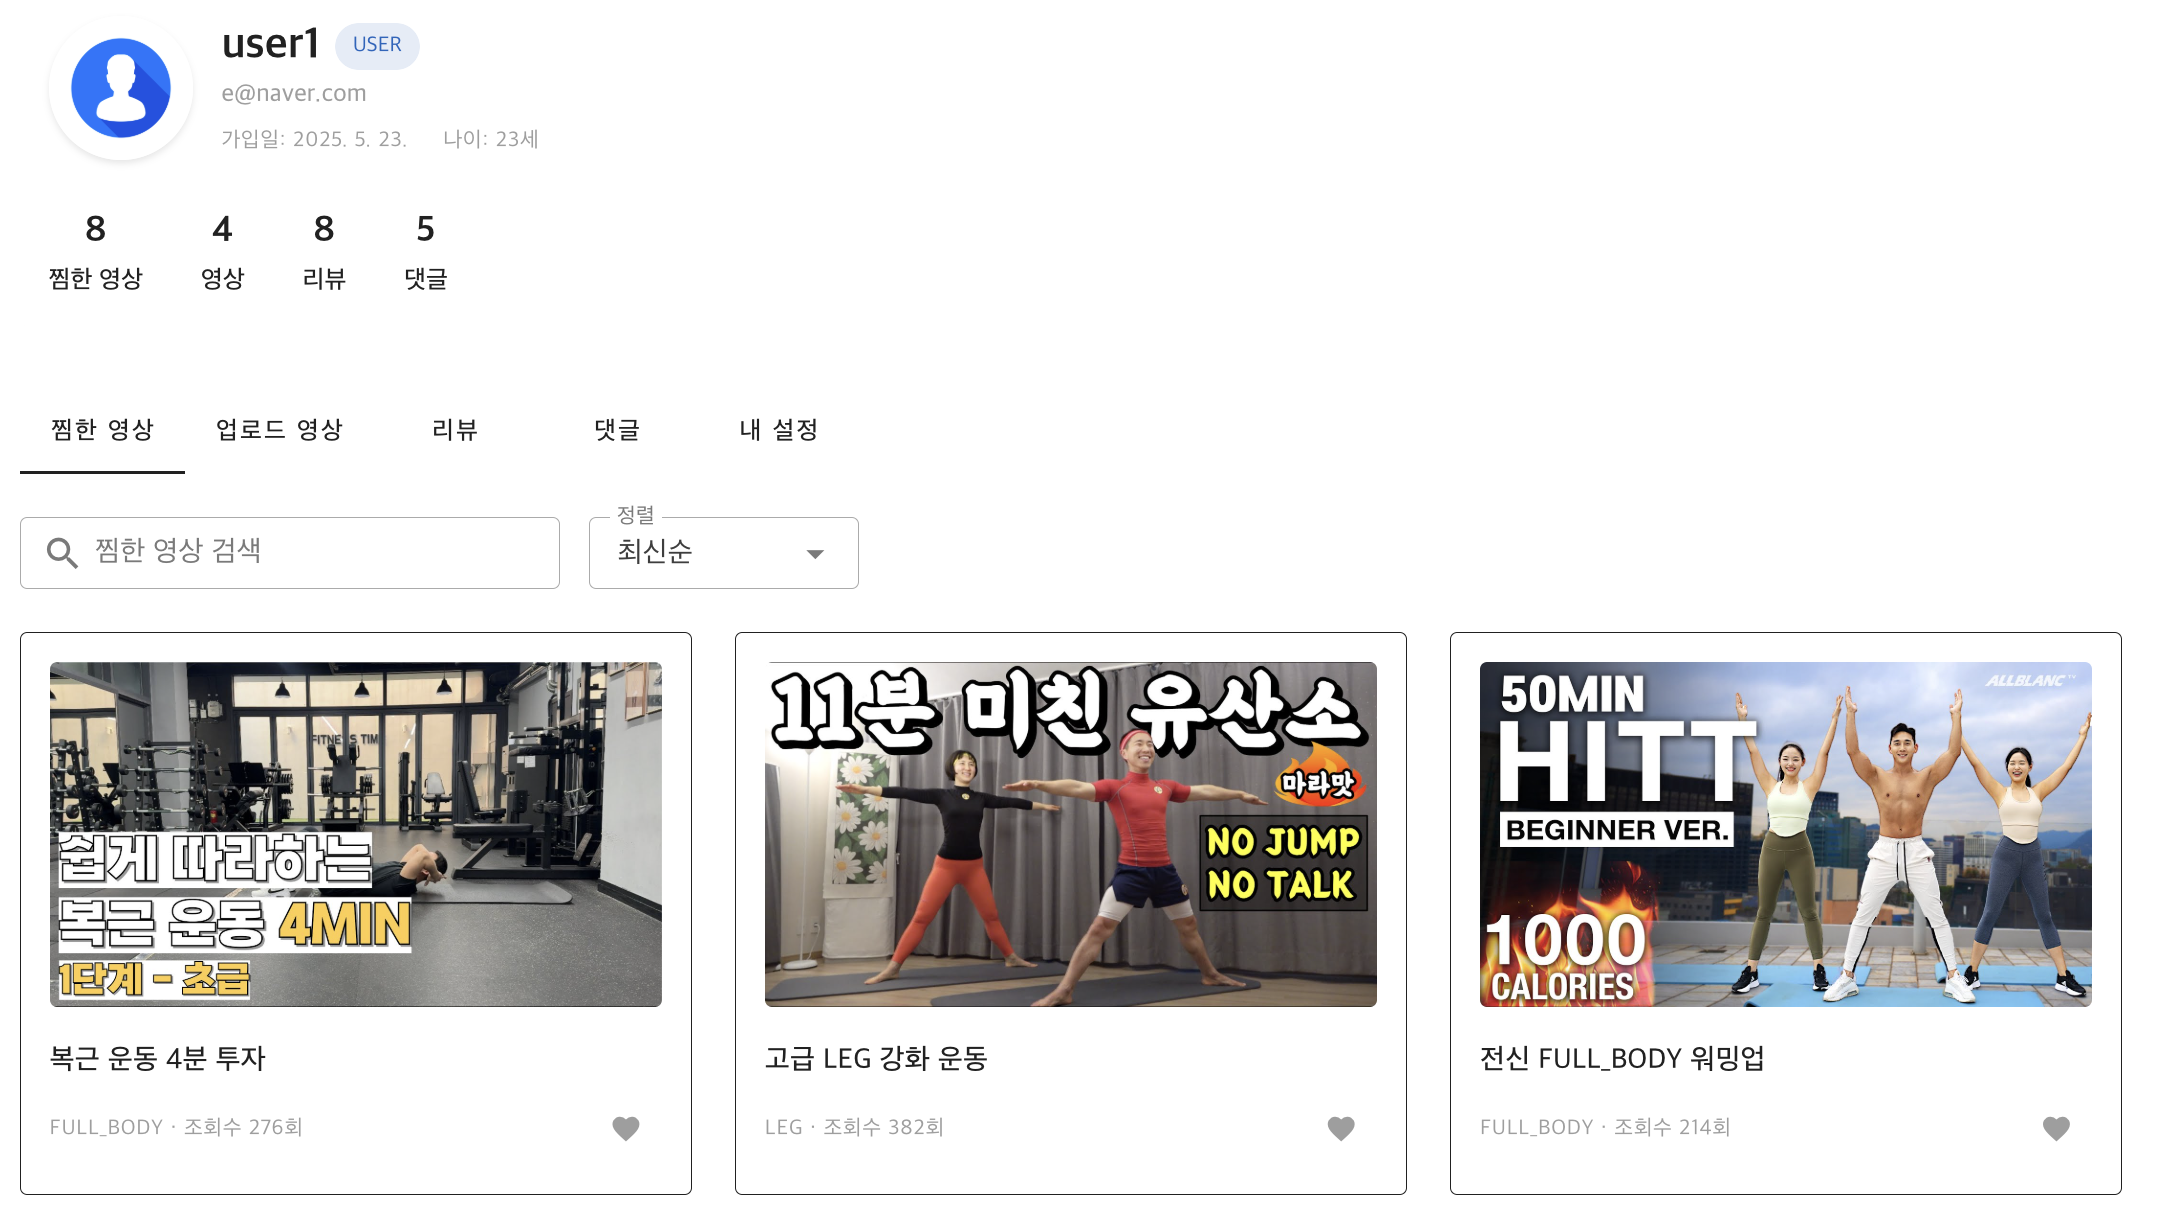 user1 USER
e@naver.com
가입일: 2025. 5. 23. 나이: 23세
8 4 8 5
찜한 영상 영상 리뷰 댓글
찜한 영상 업로드 영상 리뷰 댓글 내 설정
찜한 영상 검색
정렬
최신순
FITNESS TIM
쉽게 따라하는
복근 운동 4MIN
1단계 - 초급
복근 운동 4분 투자
FULL_BODY · 조회수 276회
11분 미친 유산소
마라맛
NO JUMP
NO TALK
고급 LEG 강화 운동
LEG · 조회수 382회
ALLBLANC TV
50MIN
HITT
BEGINNER VER.
1000
CALORIES
전신 FULL_BODY 워밍업
FULL_BODY · 조회수 214회